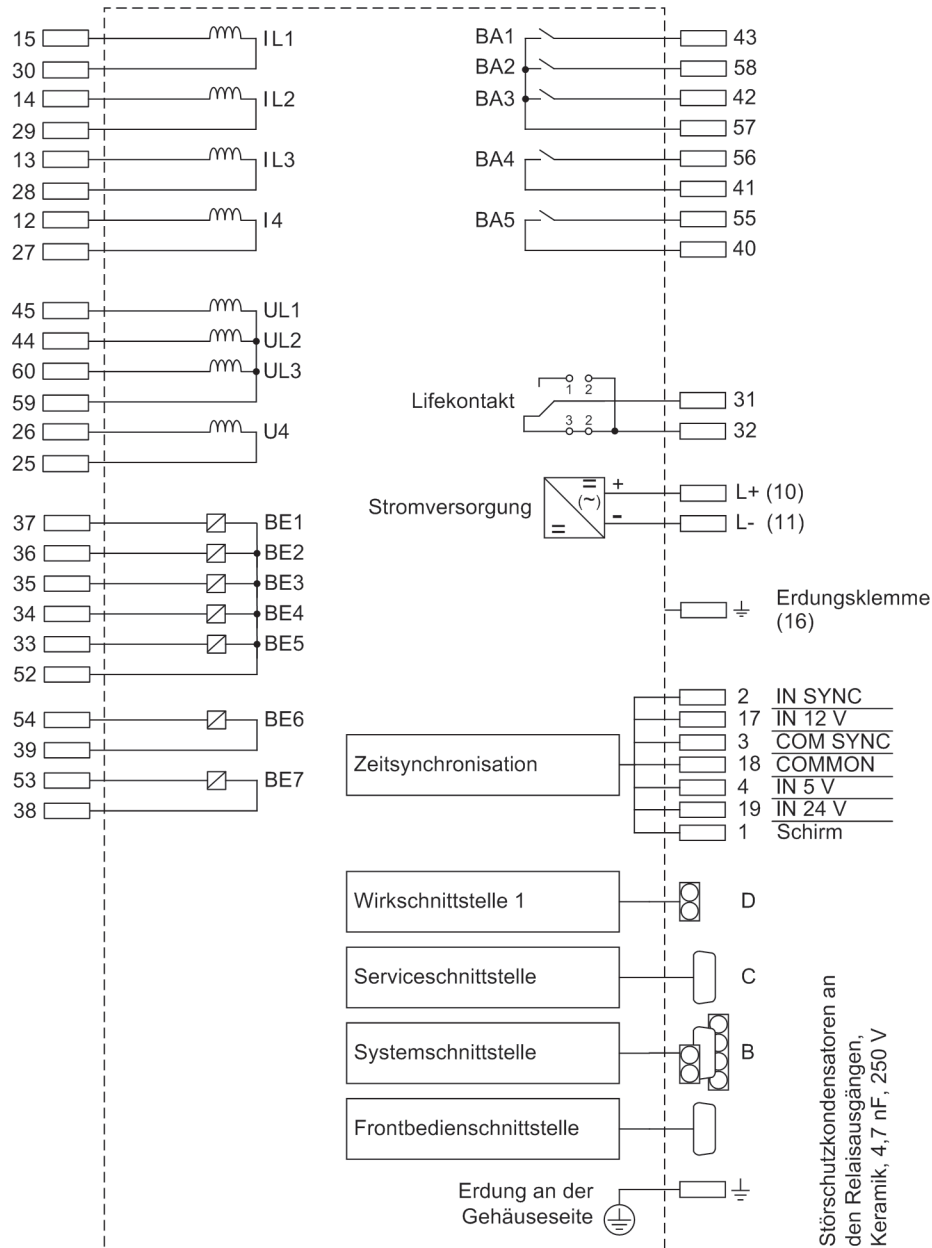 15
IL1
30
14
IL2
29
13
IL3
28
12
I4
27
45
UL1
44
UL2
60
UL3
59
26
U4
25
37
BE1
36
BE2
35
BE3
34
BE4
33
BE5
52
54
BE6
39
53
BE7
38
BA1
43
BA2
58
BA3
42
57
BA4
56
41
BA5
55
40
Lifekontakt
1 2
3 2
31
32
Stromversorgung
=
(~)
=
+
-
L+ (10)
L- (11)
Erdungsklemme
(16)
Zeitsynchronisation
2 IN SYNC
17 IN 12 V
3 COM SYNC
18 COMMON
4 IN 5 V
19 IN 24 V
1 Schirm
Wirkschnittstelle 1
D
Serviceschnittstelle
C
Systemschnittstelle
B
Frontbedienschnittstelle
Erdung an der
Gehäuseseite
Störschutzkondensatoren an
den Relaisausgängen,
Keramik, 4,7 nF, 250 V